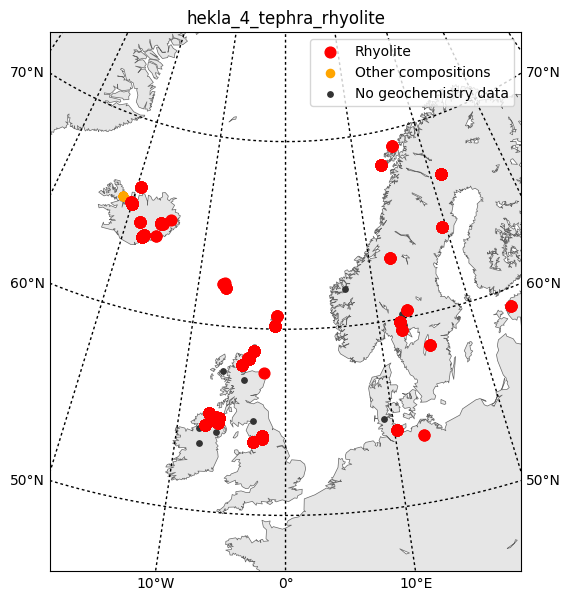 hekla_4_tephra_rhyolite
Rhyolite
Other compositions
No geochemistry data
70°N
70°N
60°N
60°N
50°N
50°N
10°W
0°
10°E